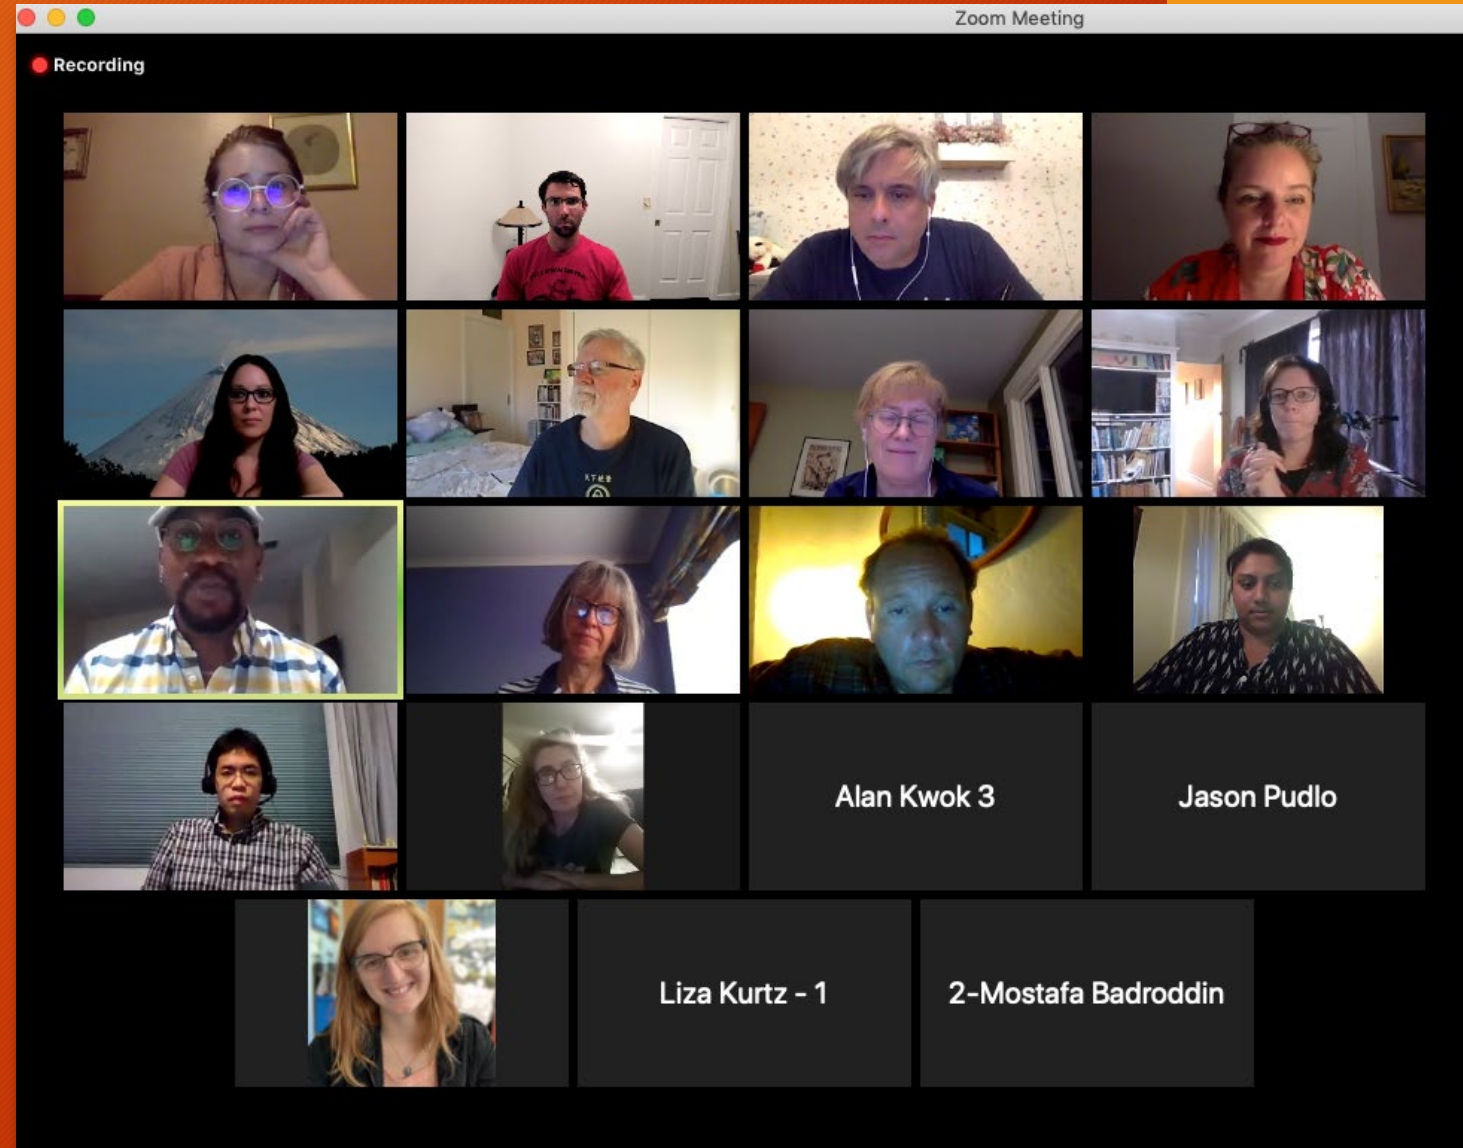 Zoom Meeting
Recording
Alan Kwok 3
Jason Pudlo
Liza Kurtz - 1
2-Mostafa Badroddin